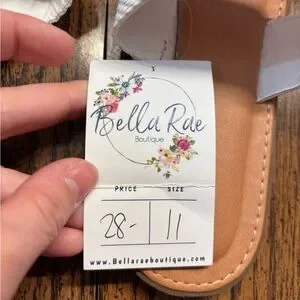 Bella Rae
Boutique
PRICE SIZE
28- 11
www.Bellaraeboutique.com